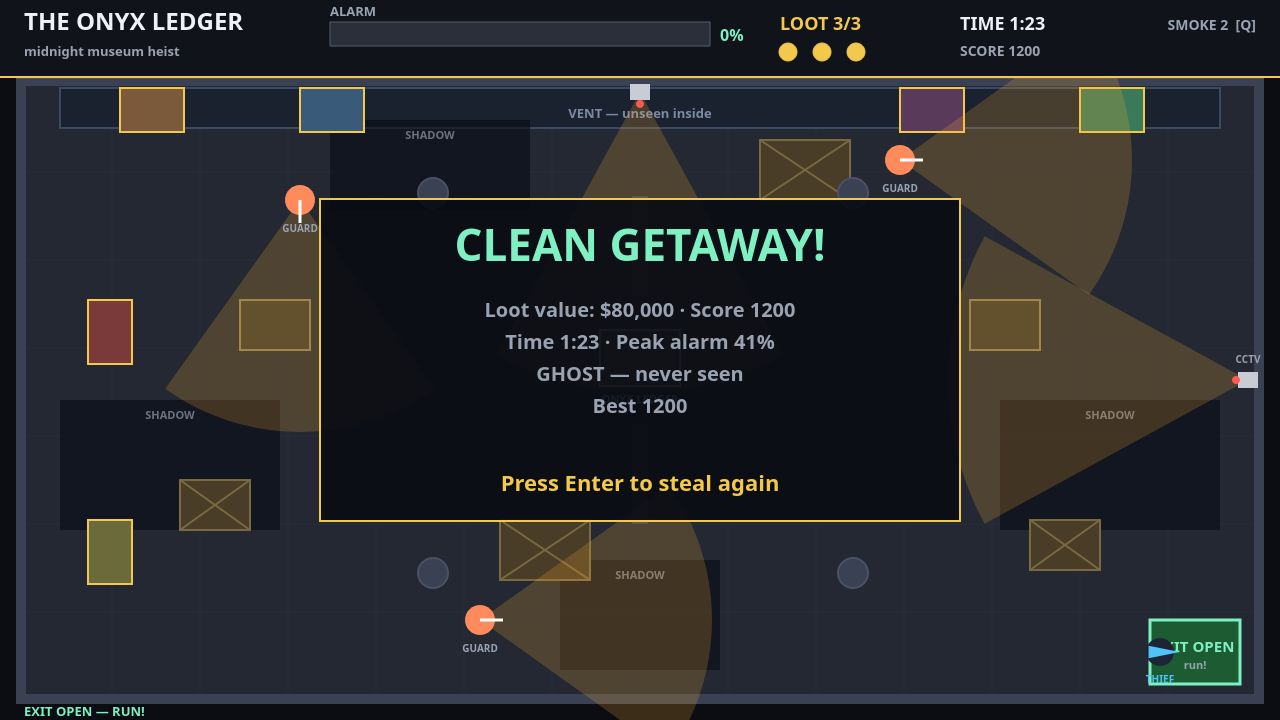 THE ONYX LEDGER
midnight museum heist
ALARM
0%
LOOT 3/3
TIME 1:23
SCORE 1200
SMOKE 2 [Q]
VENT — unseen inside
SHADOW
GUARD
GUARD
CLEAN GETAWAY!
Loot value: $80,000 · Score 1200
Time 1:23 · Peak alarm 41%
GHOST — never seen
Best 1200
Press Enter to steal again
CCTV
SHADOW
SHADOW
SHADOW
GUARD
EXIT OPEN
run!
THIEF
EXIT OPEN — RUN!